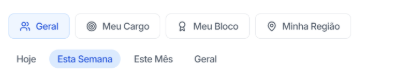 Geral Meu Cargo Meu Bloco Minha Região
Hoje Esta Semana Este Mês Geral